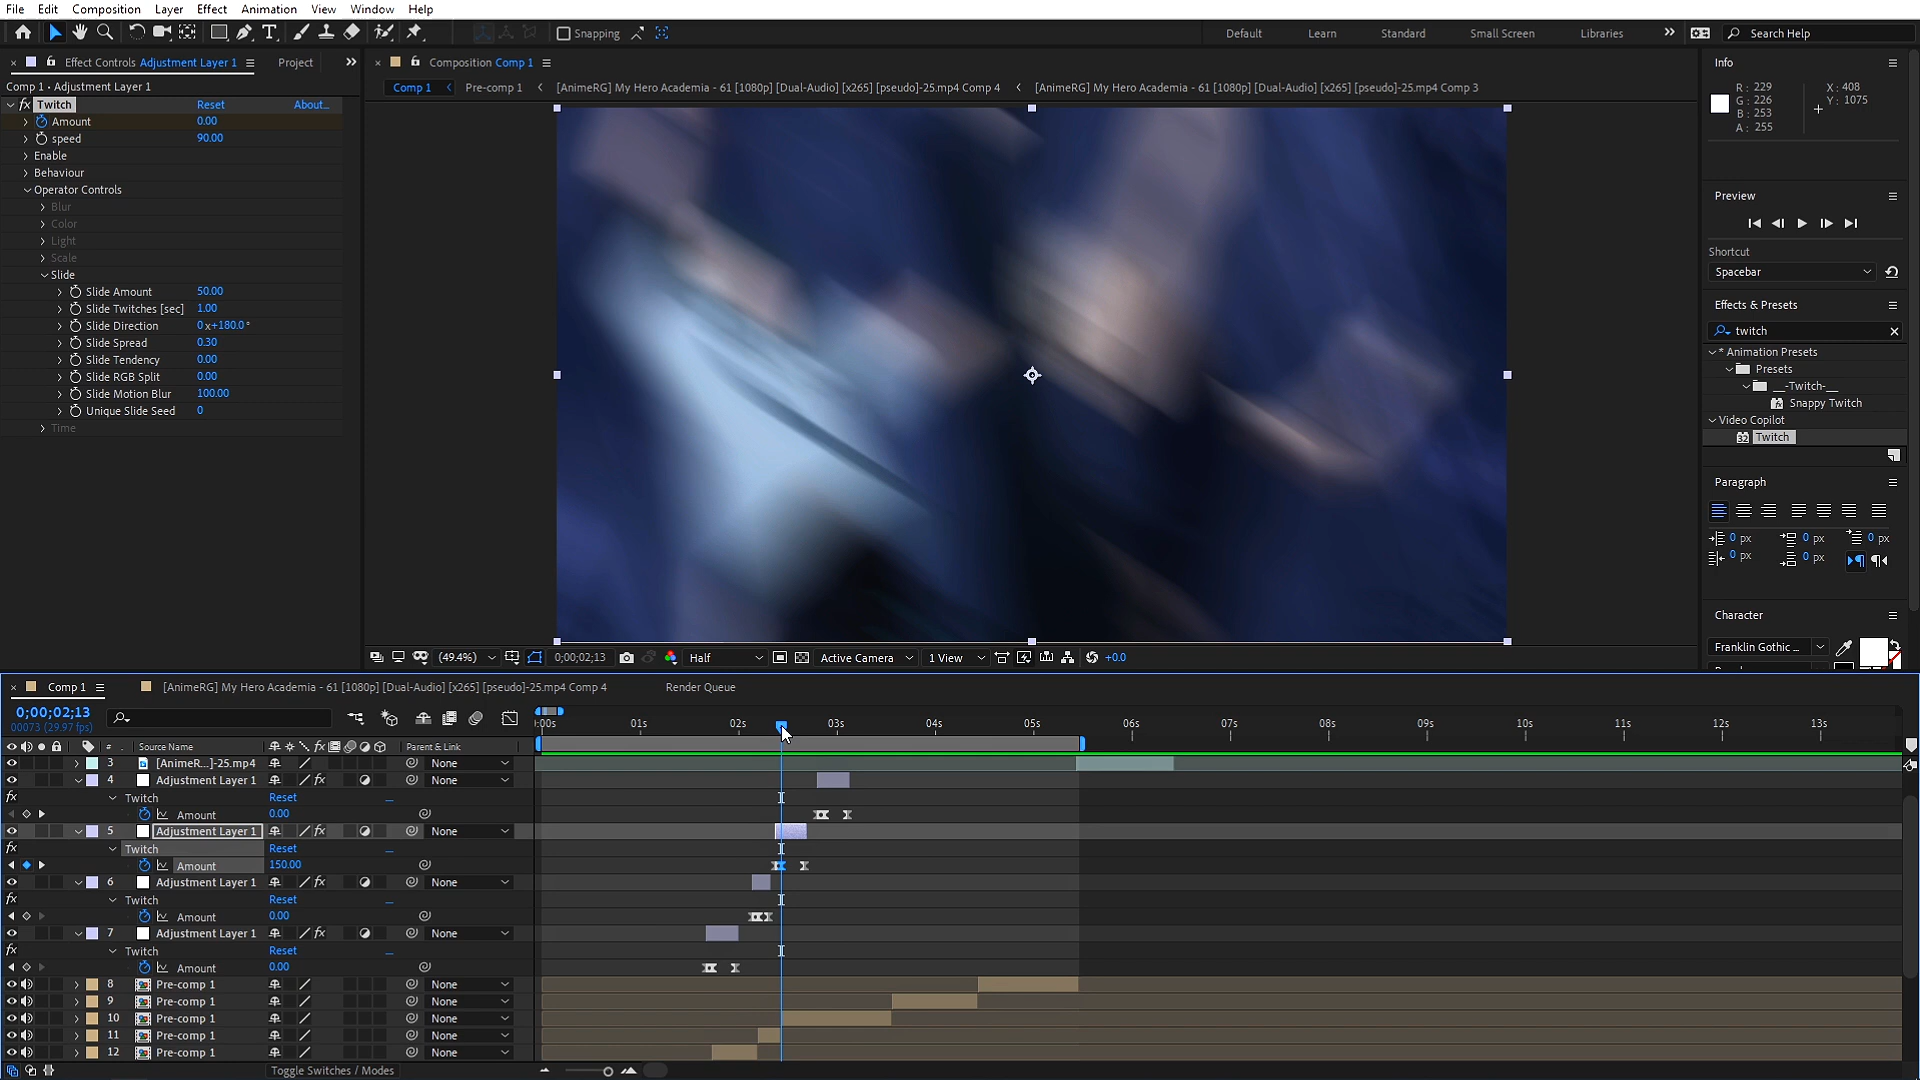 File Edit Composition Layer Effect Animation View Window Help
Snapping Default Learn Standard Small Screen Libraries Search Help
Effect Controls Adjustment Layer 1 Project
Comp 1 • Adjustment Layer 1
fx Twitch Reset About...
Amount 0.00
speed 90.00
Enable
Behaviour
Operator Controls
Blur
Color
Light
Scale
Slide
Slide Amount 50.00
Slide Twitches [sec] 1.00
Slide Direction 0x+180.0°
Slide Spread 0.30
Slide Tendency 0.00
Slide RGB Split 0.00
Slide Motion Blur 100.00
Unique Slide Seed 0
Time
Composition Comp 1
Comp 1 Pre-comp 1 [AnimeRG] My Hero Academia - 61 [1080p] [Dual-Audio] [x265] [pseudo]-25.mp4 Comp 4 [AnimeRG] My Hero Academia - 61 [1080p] [Dual-Audio] [x265] [pseudo]-25.mp4 Comp 3
(49.4%) 0;00;02;13 Half Active Camera 1 View +0.0
Info
R: 229 X: 408
G: 226 Y: 1075
B: 253
A: 255
Preview
Shortcut
Spacebar
Effects & Presets
twitch
* Animation Presets
Presets
__-Twitch-__
Snappy Twitch
Video Copilot
32 Twitch
Paragraph
0 px 0 px 0 px
0 px 0 px
Character
Franklin Gothic ...
Comp 1 [AnimeRG] My Hero Academia - 61 [1080p] [Dual-Audio] [x265] [pseudo]-25.mp4 Comp 4 Render Queue
0;00;02;13
00073 (29.97 fps)
:00s 01s 02s 03s 04s 05s 06s 07s 08s 09s 10s 11s 12s 13s
# Source Name fx Parent & Link
3 [AnimeR...]-25.mp4 None
4 Adjustment Layer 1 None
fx Twitch Reset
Amount 0.00
5 Adjustment Layer 1 fx None
fx Twitch Reset
Amount 150.00
6 Adjustment Layer 1 fx None
fx Twitch Reset
Amount 0.00
7 Adjustment Layer 1 fx None
fx Twitch Reset
Amount 0.00
8 Pre-comp 1 None
9 Pre-comp 1 None
10 Pre-comp 1 None
11 Pre-comp 1 None
12 Pre-comp 1 None
Toggle Switches / Modes